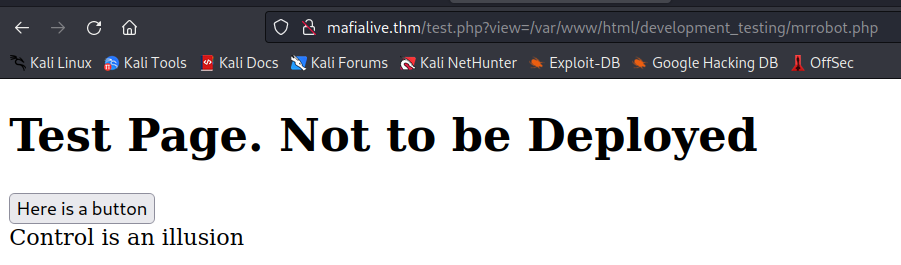 mafialive.thm/test.php?view=/var/www/html/development_testing/mrrobot.php
Kali Linux Kali Tools Kali Docs Kali Forums Kali NetHunter Exploit-DB Google Hacking DB OffSec
Test Page. Not to be Deployed
Here is a button
Control is an illusion